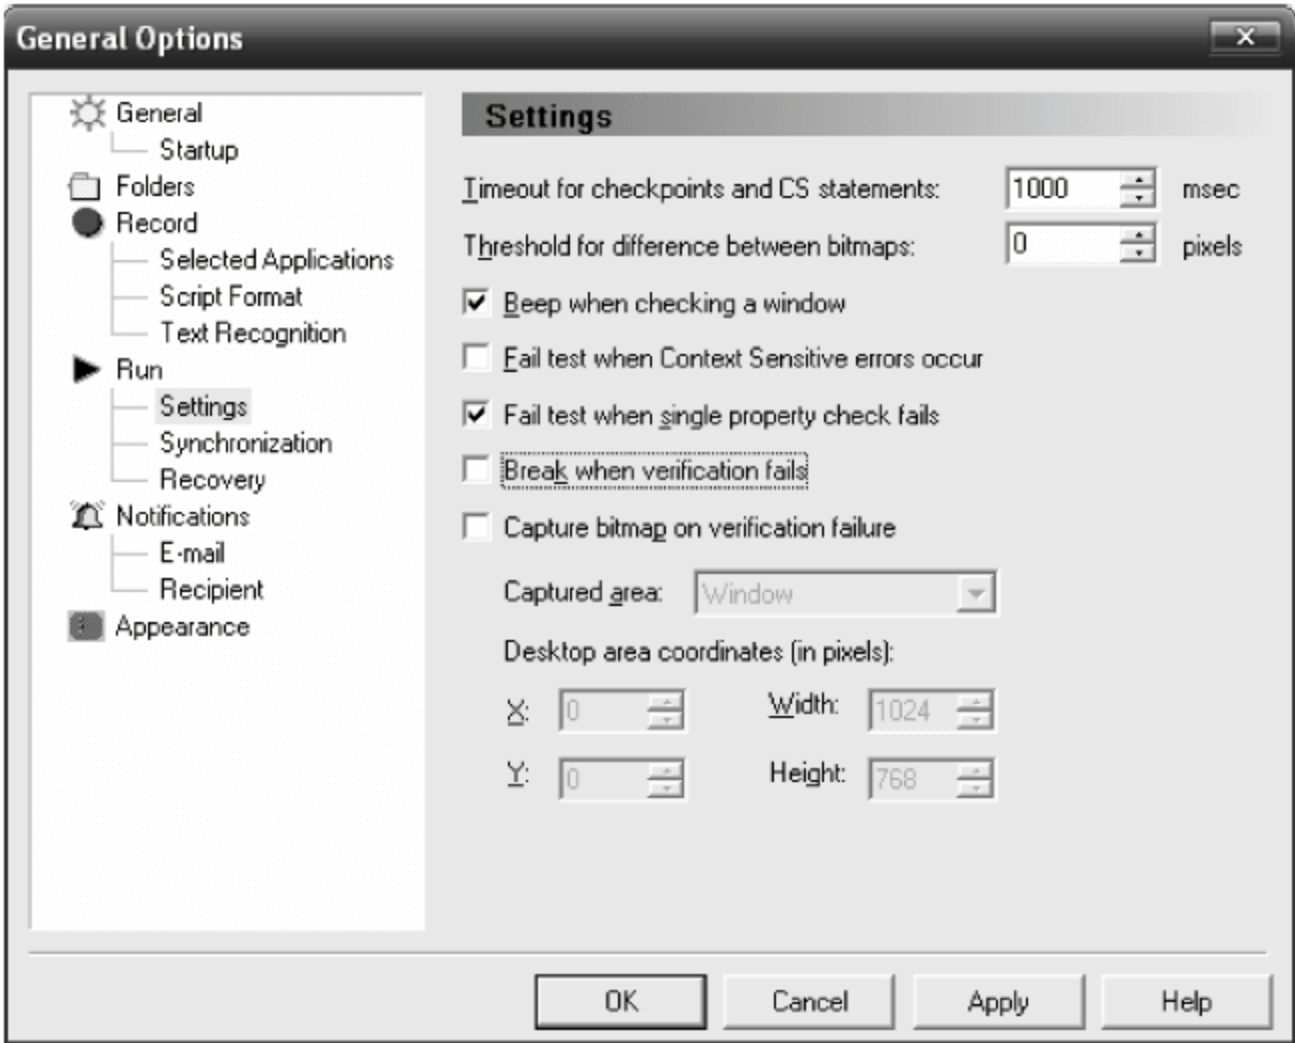 General Options
General
Startup
Folders
Record
Selected Applications
Script Format
Text Recognition
Run
Settings
Synchronization
Recovery
Notifications
E-mail
Recipient
Appearance
Settings
Timeout for checkpoints and CS statements: 1000 msec
Threshold for difference between bitmaps: 0 pixels
Beep when checking a window
Fail test when Context Sensitive errors occur
Fail test when single property check fails
Break when verification fails
Capture bitmap on verification failure
Captured area: Window
Desktop area coordinates (in pixels):
X: 0 Width: 1024
Y: 0 Height: 768
OK Cancel Apply Help